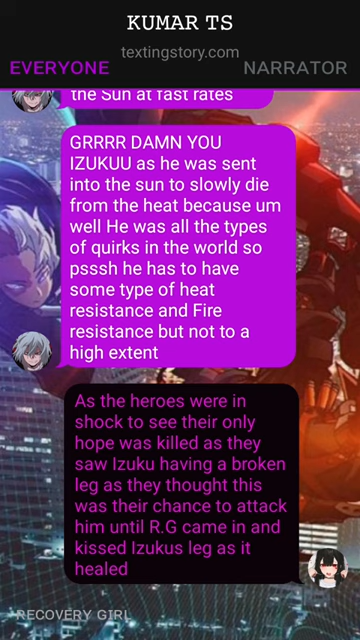 KUMAR TS
textingstory.com
EVERYONE NARRATOR
the Sun at fast rates
GRRRR DAMN YOU
IZUKUU as he was sent
into the sun to slowly die
from the heat because um
well He was all the types
of quirks in the world so
psssh he has to have
some type of heat
resistance and Fire
resistance but not to a
high extent
As the heroes were in
shock to see their only
hope was killed as they
saw Izuku having a broken
leg as they thought this
was their chance to attack
him until R.G came in and
kissed Izukus leg as it
healed
RECOVERY GIRL